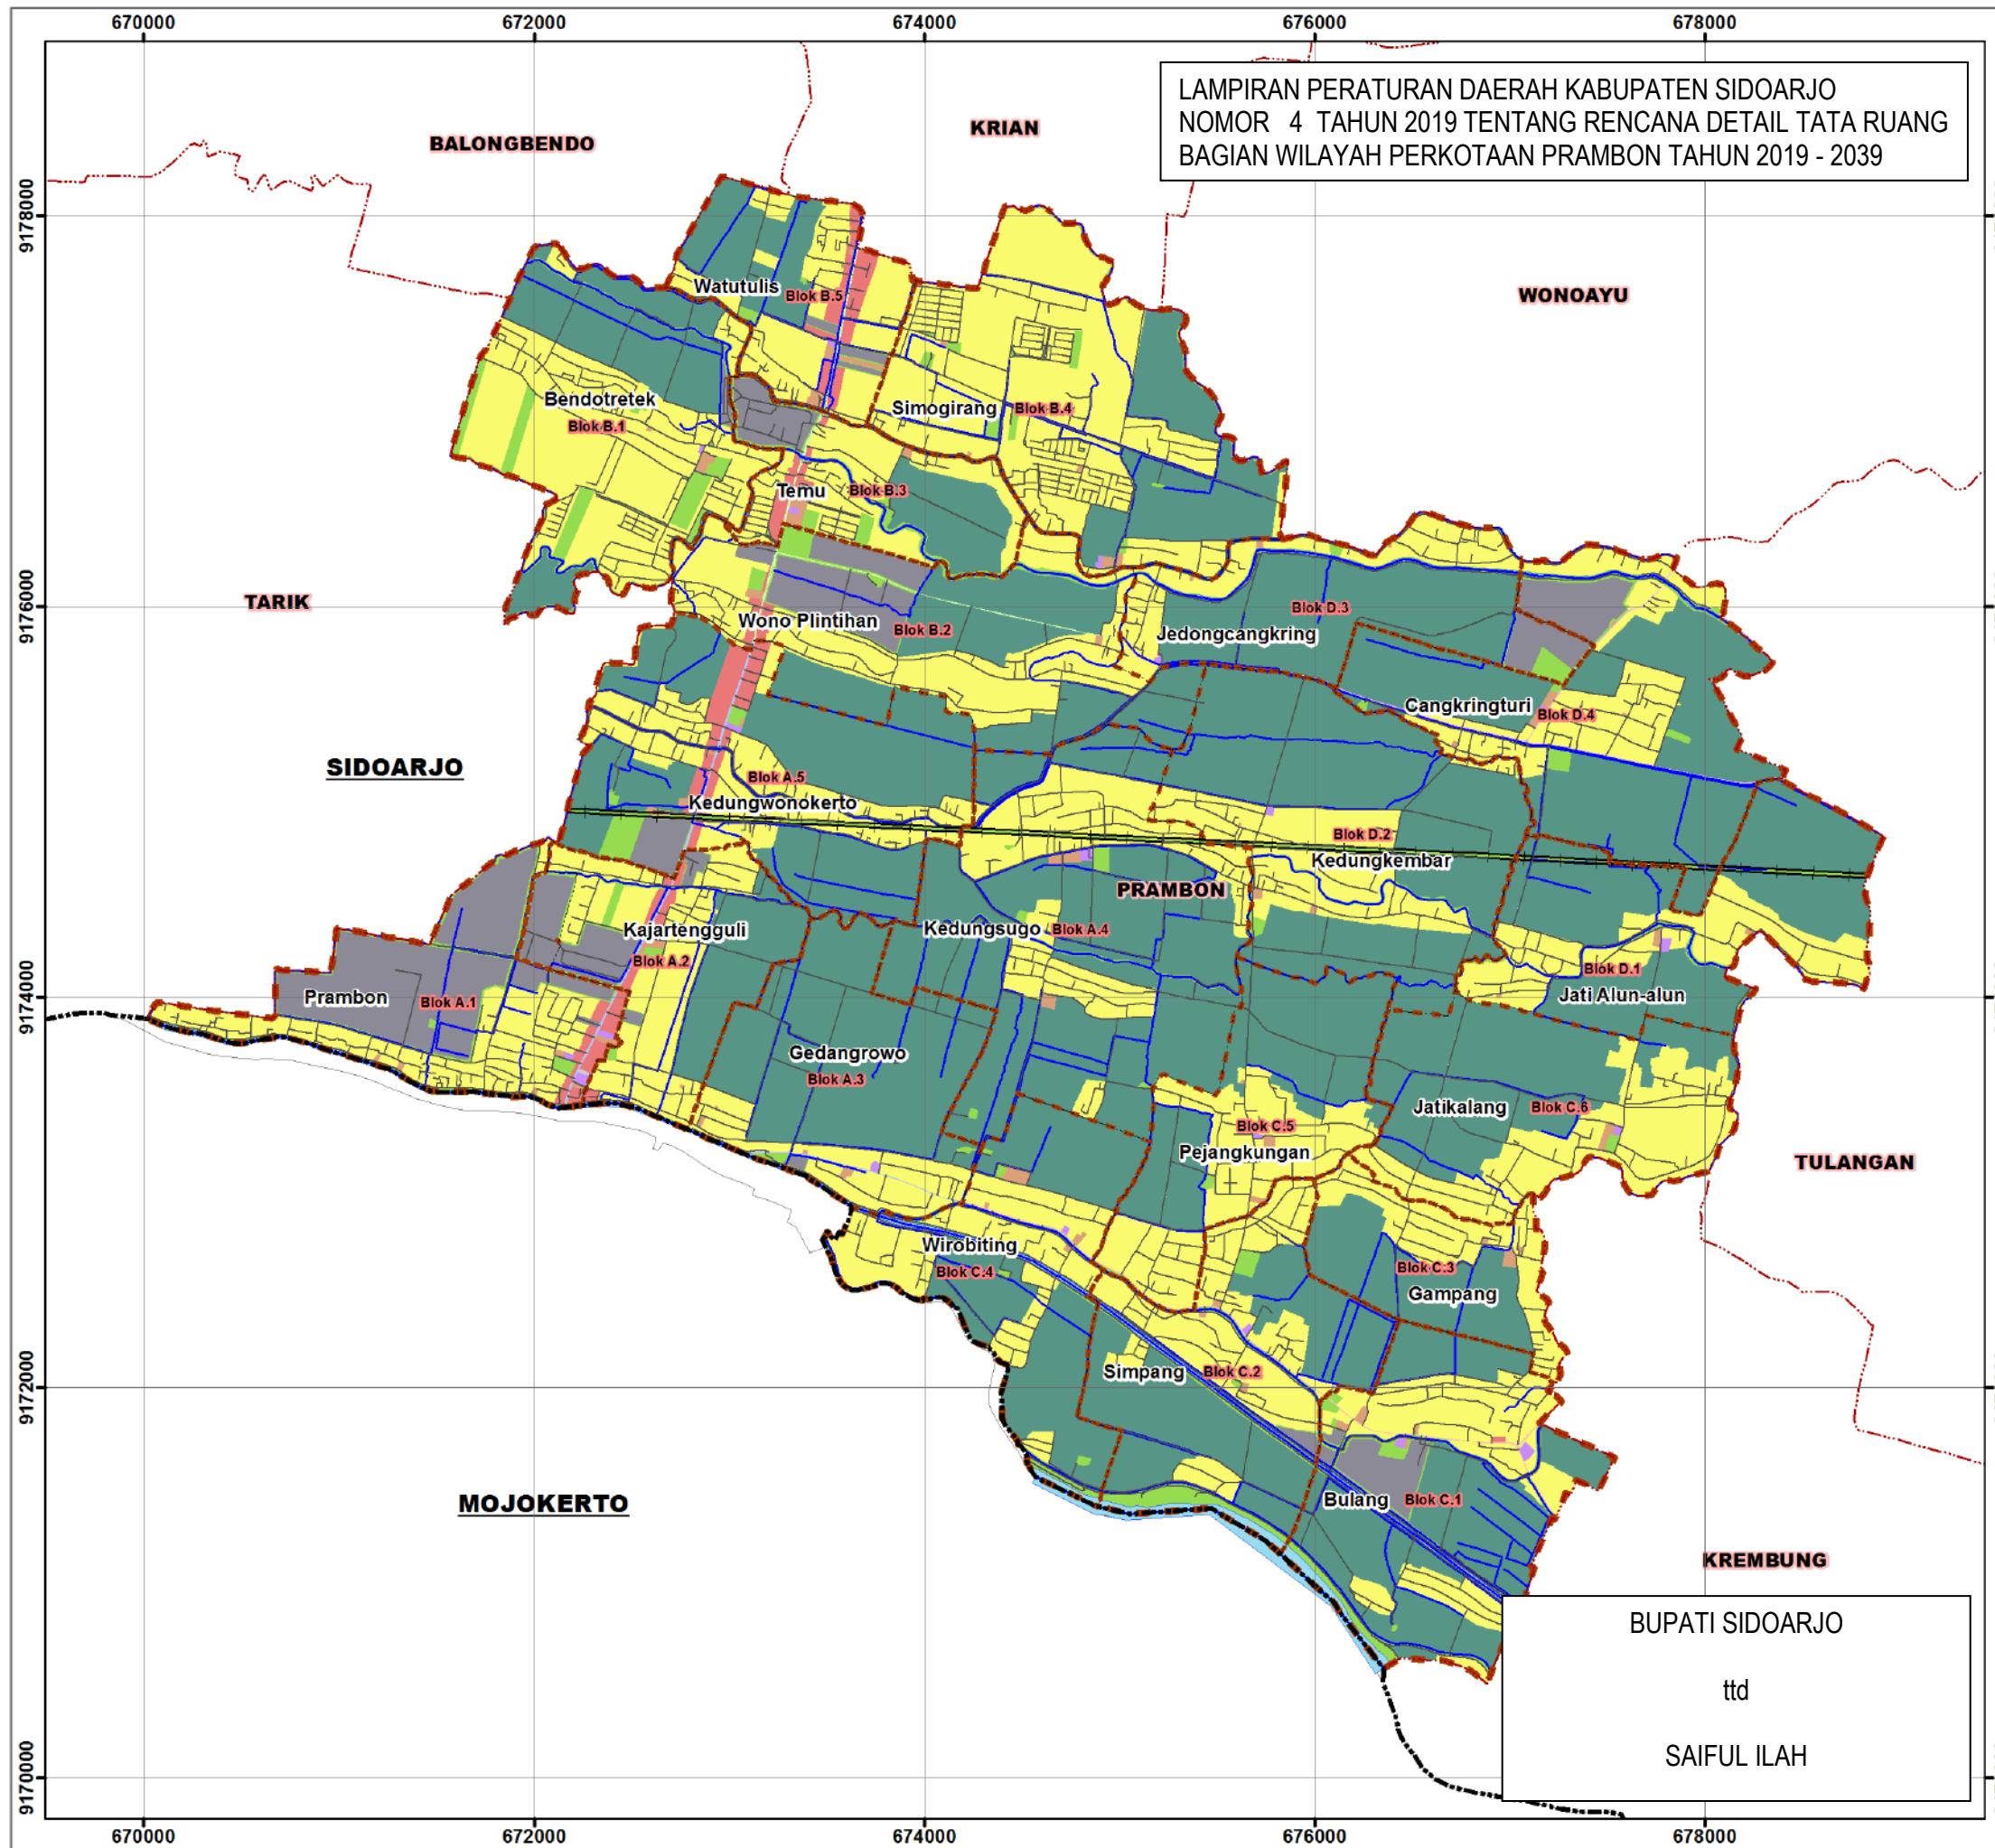 670000
672000
674000
676000
678000
LAMPIRAN PERATURAN DAERAH KABUPATEN SIDOARJO
NOMOR 4 TAHUN 2019 TENTANG RENCANA DETAIL TATA RUANG
BAGIAN WILAYAH PERKOTAAN PRAMBON TAHUN 2019 - 2039
KRIAN
BALONGBENDO
9178000
Watutulis
Blok B.5
WONOAYU
Bendotretek
Blok B.1
Simogirang
Blok B.4
Temu
Blok B.3
9176000
TARIK
Wono Plintihan
Blok B.2
Blok D.3
Jedongcangkring
Cangkringturi
Blok D.4
SIDOARJO
Blok A.5
Kedungwonokerto
Blok D.2
Kedungkembar
PRAMBON
Kajartengguli
Blok A.2
Kedungsugo
Blok A.4
Blok D.1
Jati Alun-alun
9174000
Prambon
Blok A.1
Gedangrowo
Blok A.3
Jatikalang
Blok C.6
Blok C.5
Pejangkungan
TULANGAN
Wirobiting
Blok C.4
Blok C.3
Gampang
Simpang
Blok C.2
9172000
MOJOKERTO
Bulang
Blok C.1
KREMBUNG
BUPATI SIDOARJO
ttd
SAIFUL ILAH
9170000
670000
672000
674000
676000
678000